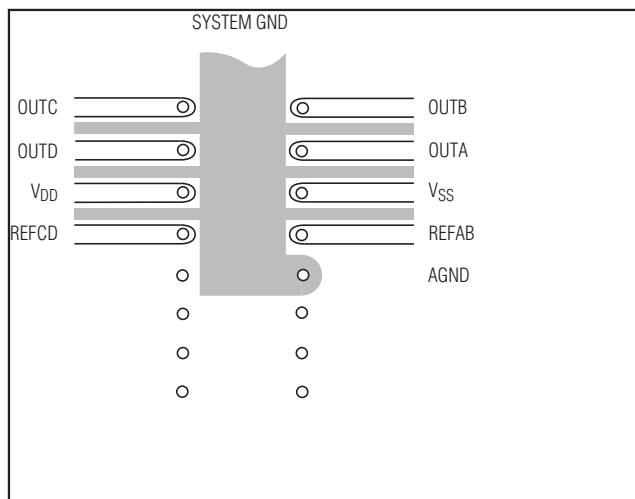 SYSTEM GND
OUTC
OUTB
OUTD
OUTA
VDD
VSS
REFCD
REFAB
AGND